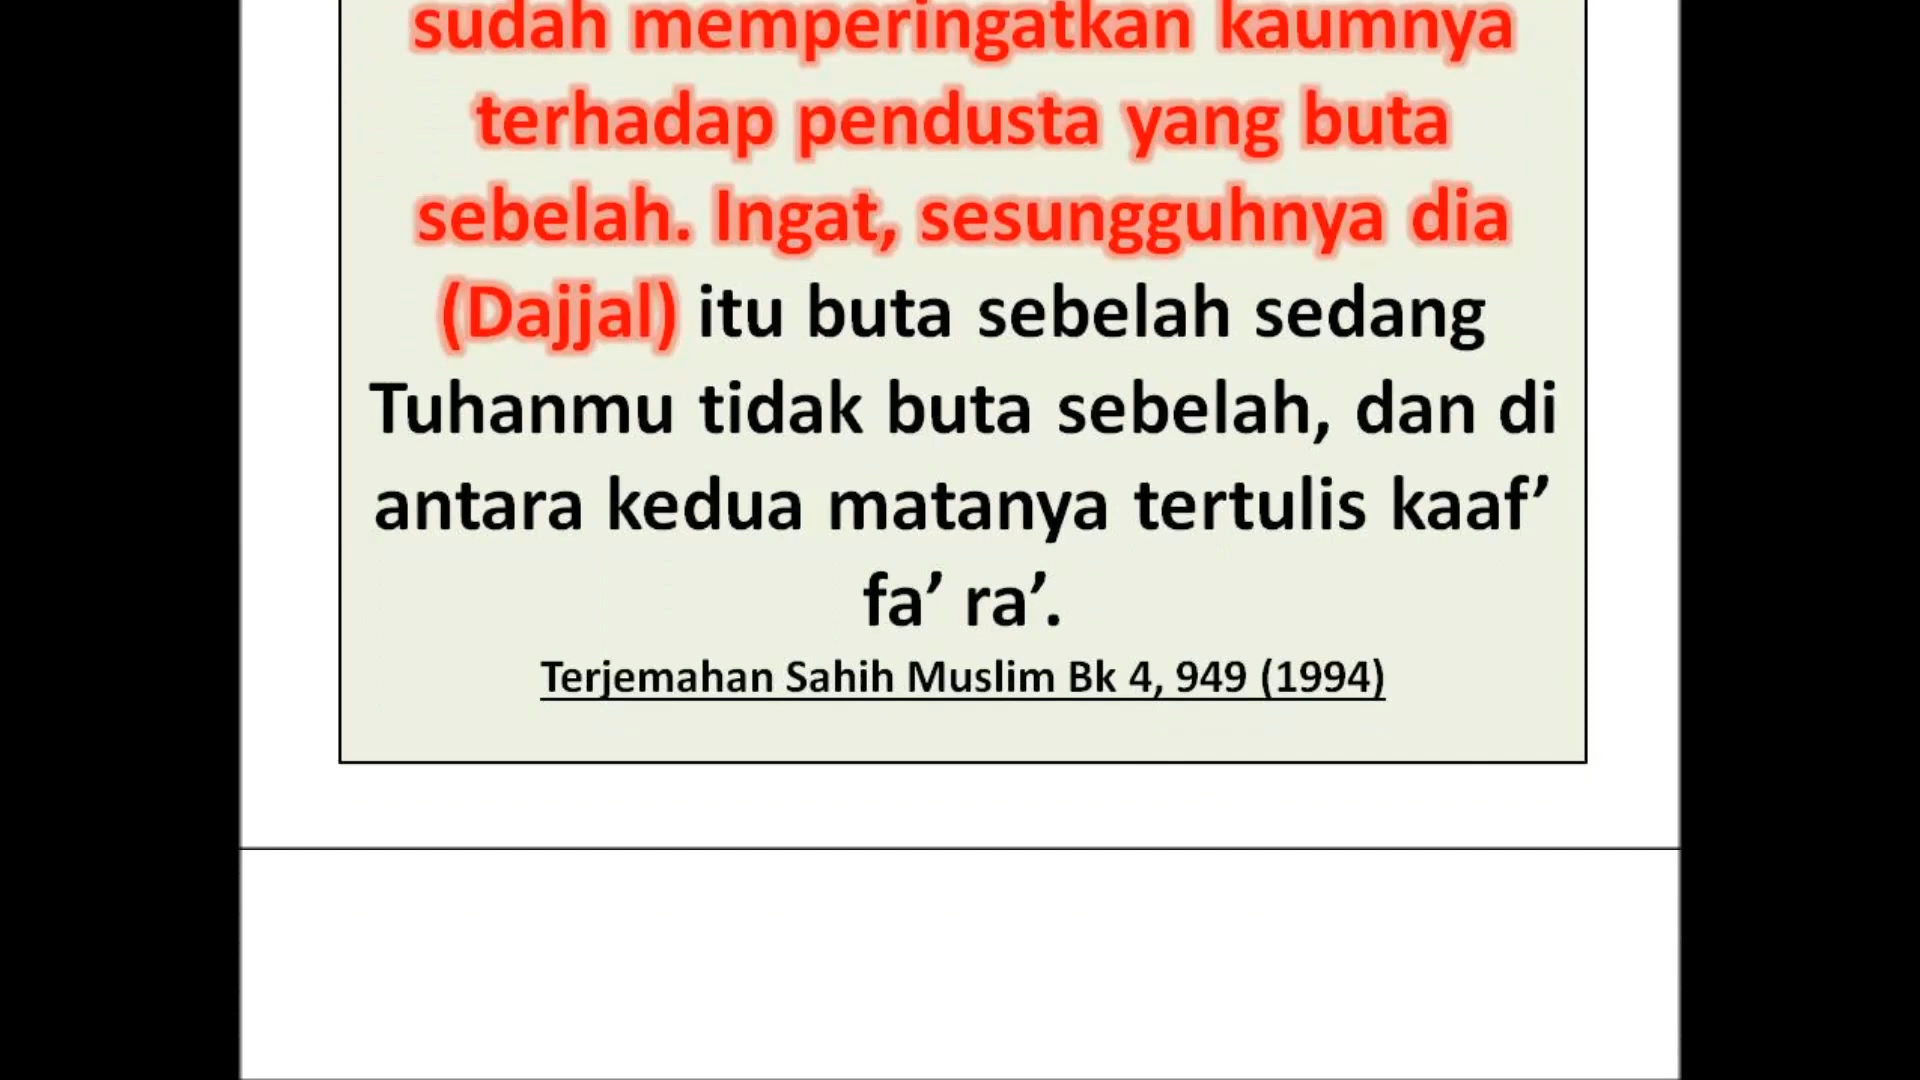 sudah memperingatkan kaumnya
terhadap pendusta yang buta
sebelah. Ingat, sesungguhnya dia
(Dajjal) itu buta sebelah sedang
Tuhanmu tidak buta sebelah, dan di
antara kedua matanya tertulis kaaf’
fa’ ra’.
Terjemahan Sahih Muslim Bk 4, 949 (1994)